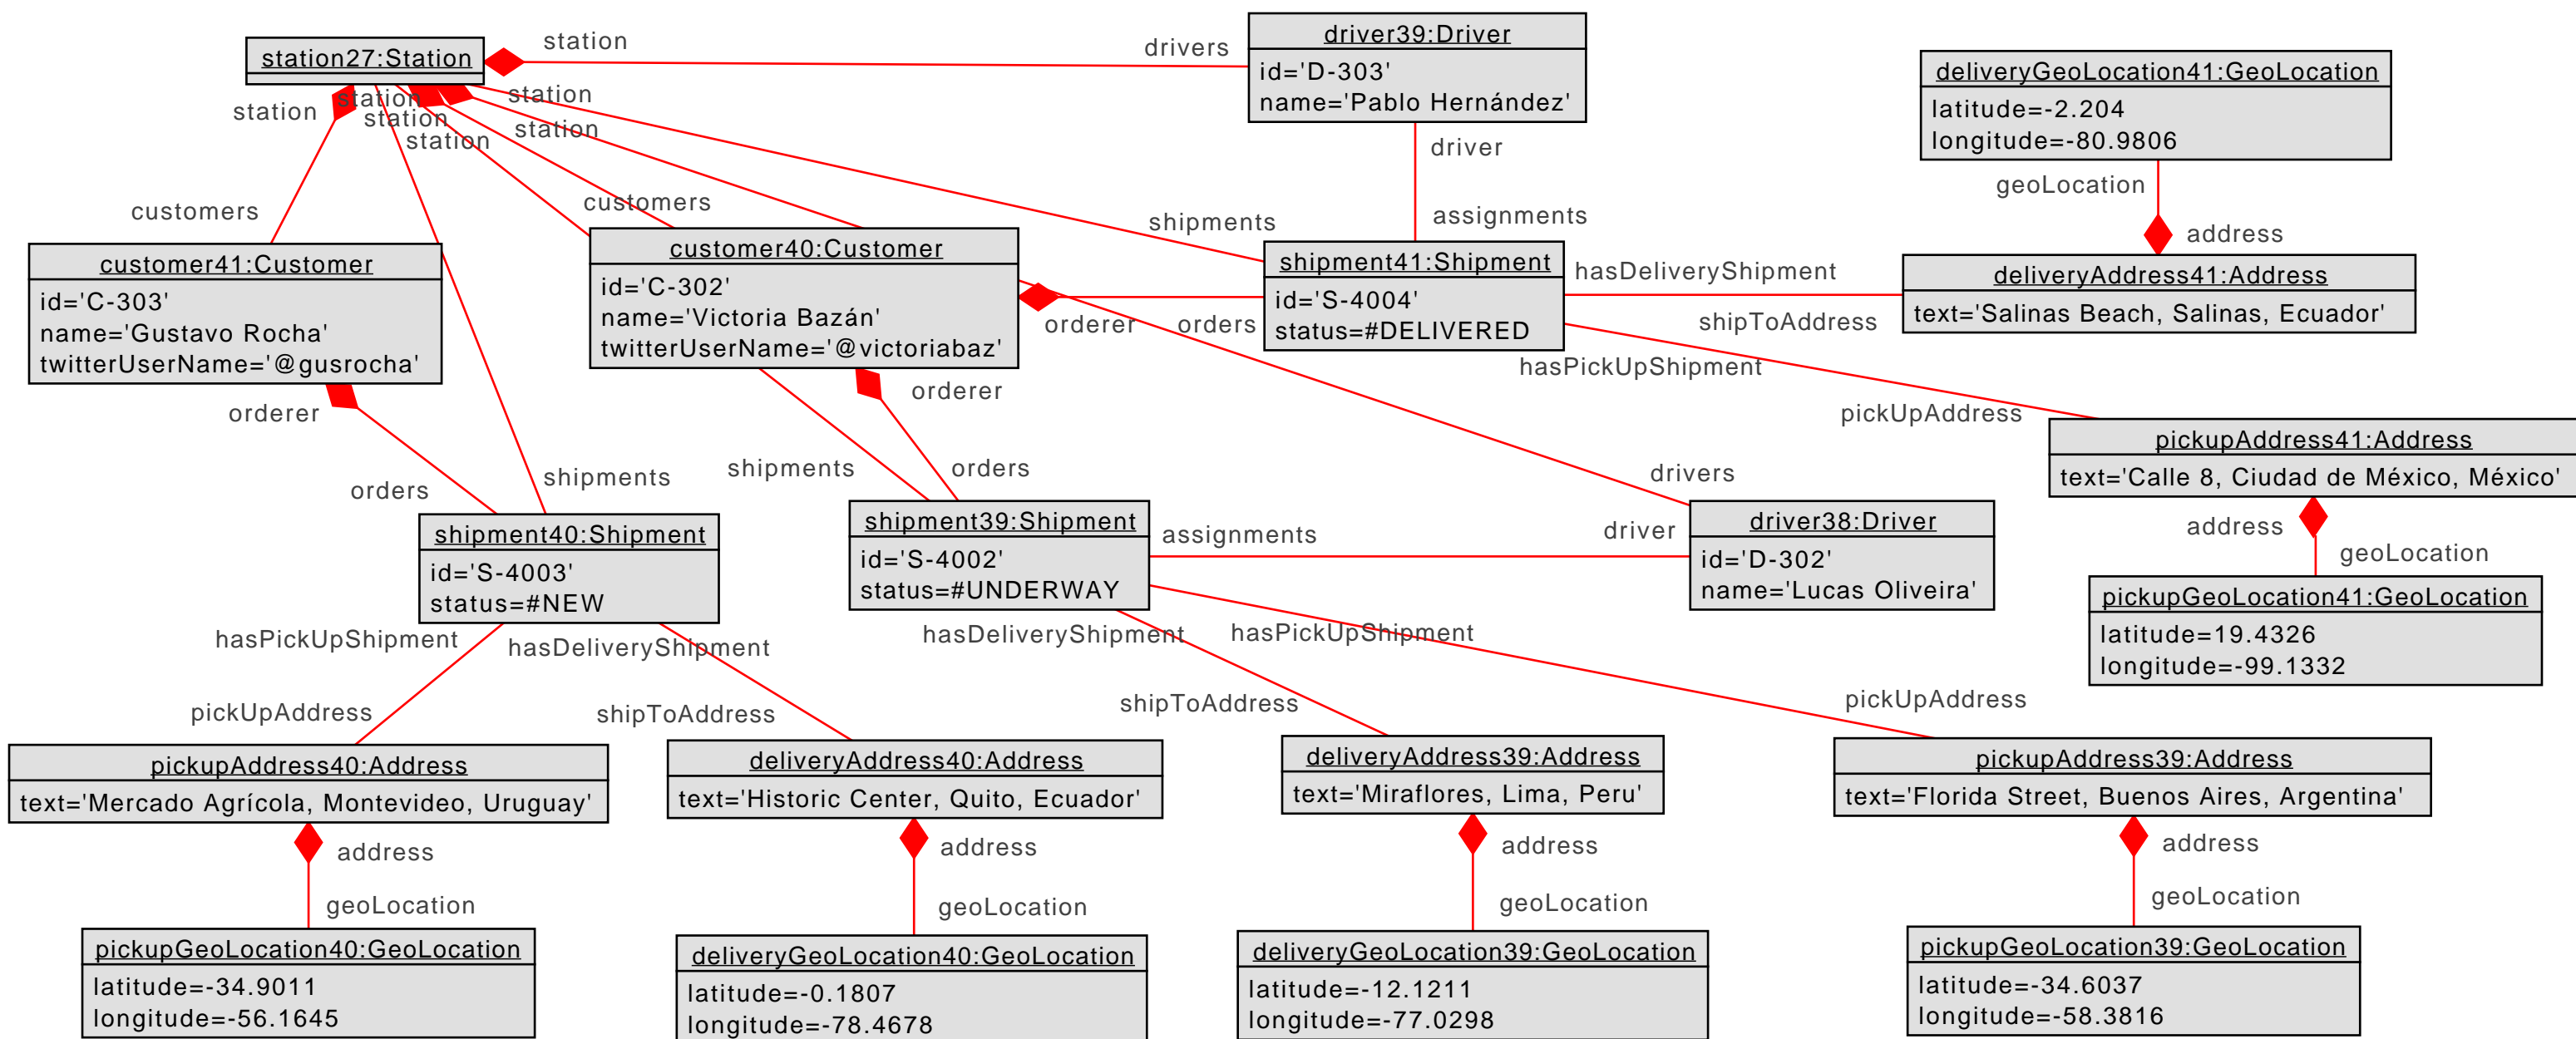 station27:Station
station
drivers
driver39:Driver
id='D-303'
name='Pablo Hernández'
deliveryGeoLocation41:GeoLocation
latitude=-2.204
longitude=-80.9806
station
station
station
station
station
station
driver
geoLocation
customers
customers
shipments
assignments
address
customer41:Customer
id='C-303'
name='Gustavo Rocha'
twitterUserName='@gusrocha'
customer40:Customer
id='C-302'
name='Victoria Bazán'
twitterUserName='@victoriabaz'
orderer
orders
shipment41:Shipment
id='S-4004'
status=#DELIVERED
hasDeliveryShipment
shipToAddress
deliveryAddress41:Address
text='Salinas Beach, Salinas, Ecuador'
hasPickUpShipment
pickUpAddress
orderer
orderer
pickupAddress41:Address
text='Calle 8, Ciudad de México, México'
orders
shipments
shipments
orders
drivers
address
geoLocation
shipment40:Shipment
id='S-4003'
status=#NEW
shipment39:Shipment
id='S-4002'
status=#UNDERWAY
assignments
driver
driver38:Driver
id='D-302'
name='Lucas Oliveira'
pickupGeoLocation41:GeoLocation
latitude=19.4326
longitude=-99.1332
hasPickUpShipment
hasDeliveryShipment
hasDeliveryShipment
hasPickUpShipment
pickUpAddress
shipToAddress
shipToAddress
pickUpAddress
pickupAddress40:Address
text='Mercado Agrícola, Montevideo, Uruguay'
deliveryAddress40:Address
text='Historic Center, Quito, Ecuador'
deliveryAddress39:Address
text='Miraflores, Lima, Peru'
pickupAddress39:Address
text='Florida Street, Buenos Aires, Argentina'
address
address
address
address
geoLocation
geoLocation
geoLocation
geoLocation
pickupGeoLocation40:GeoLocation
latitude=-34.9011
longitude=-56.1645
deliveryGeoLocation40:GeoLocation
latitude=-0.1807
longitude=-78.4678
deliveryGeoLocation39:GeoLocation
latitude=-12.1211
longitude=-77.0298
pickupGeoLocation39:GeoLocation
latitude=-34.6037
longitude=-58.3816